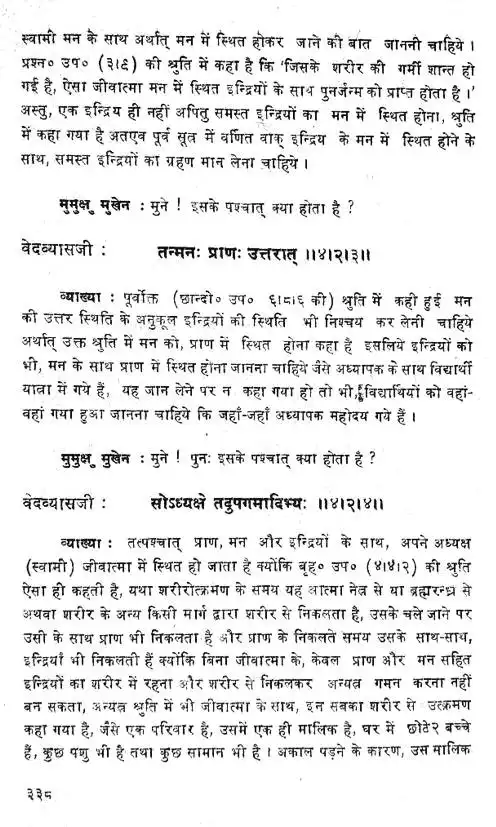 स्वामी मन के साथ अर्थात् मन में स्थित होकर जाने की बात जाननी चाहिये ।
प्रश्न० उप० (३।९) की श्रुति में कहा है कि 'जिसके शरीर की गर्मी शान्त हो
गई है, ऐसा जीवात्मा मन में स्थित इन्द्रियों के साथ पुनर्जन्म को प्राप्त होता है ।'
अस्तु, एक इन्द्रिय ही नहीं अपितु समस्त इन्द्रियों का मन में स्थित होना, श्रुति
में कहा गया है अतएव पूर्व सूत्र में वर्णित वाक् इन्द्रिय के मन में स्थित होने के
साथ, समस्त इन्द्रियों का ग्रहण मान लेना चाहिये ।
मुमुक्षु मुखेन : मुने ! इसके पश्चात् क्या होता है ?
वेदव्यासजी : तन्मनः प्राणः उत्तरात् ।।४।२।३।।
व्याख्या : पूर्वोक्त (छान्दो० उप० ६।८।६ की) श्रुति में कही हुई मन
की उत्तर स्थिति के अनुकूल इन्द्रियों की स्थिति भी निश्चय कर लेनी चाहिये
अर्थात् उक्त श्रुति में मन को, प्राण में स्थित होना कहा है इसलिये इन्द्रियों को
भी, मन के साथ प्राण में स्थित होना जानना चाहिये जैसे अध्यापक के साथ विद्यार्थी
यात्रा में गये हैं, यह जान लेने पर न कहा गया हो तो भी, विद्यार्थियों को वहां-
वहां गया हुआ जानना चाहिये कि जहाँ-जहाँ अध्यापक महोदय गये हैं ।
मुमुक्षु मुखेन : मुने ! पुनः इसके पश्चात् क्या होता है ?
वेदव्यासजी : सोऽध्यक्षे तदुपगमादिभ्यः ।।४।२।४।।
व्याख्या : तत्पश्चात् प्राण, मन और इन्द्रियों के साथ, अपने अध्यक्ष
(स्वामी) जीवात्मा में स्थित हो जाता है क्योंकि बृह० उप० (४।४।२) की श्रुति
ऐसा ही कहती है, यथा शरीरोत्क्रमण के समय यह आत्मा नेत्र से या ब्रह्मरन्ध्र से
अथवा शरीर के अन्य किसी मार्ग द्वारा शरीर से निकलता है, उसके चले जाने पर
उसी के साथ प्राण भी निकलता है और प्राण के निकलते समय उसके साथ-साथ,
इन्द्रियाँ भी निकलती हैं क्योंकि बिना जीवात्मा के, केवल प्राण और मन सहित
इन्द्रियों का शरीर में रहना और शरीर से निकलकर अन्यत्र गमन करना नहीं
बन सकता, अन्यत्र श्रुति में भी जीवात्मा के साथ, इन सबका शरीर से उत्क्रमण
कहा गया है, जैसे एक परिवार है, उसमें एक ही मालिक है, घर में छोटे२ बच्चे
हैं, कुछ पशु भी है तथा कुछ सामान भी है । अकाल पड़ने के कारण, उस मालिक
३३८